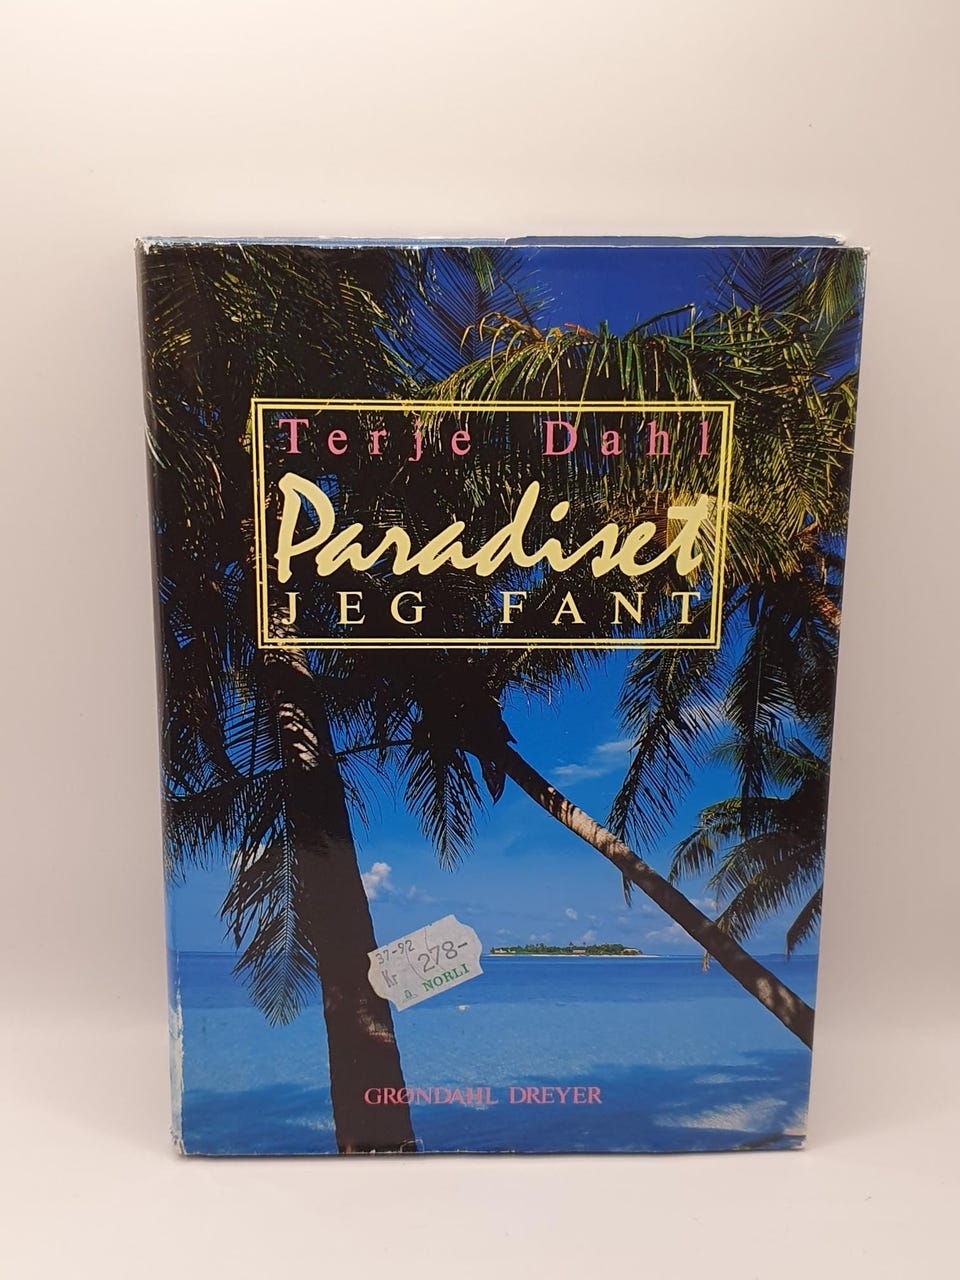 Terje Dahl
Paradiset
JEG FANT
37-92
Kr 278-
NORLI
GRØNDAHL DREYER